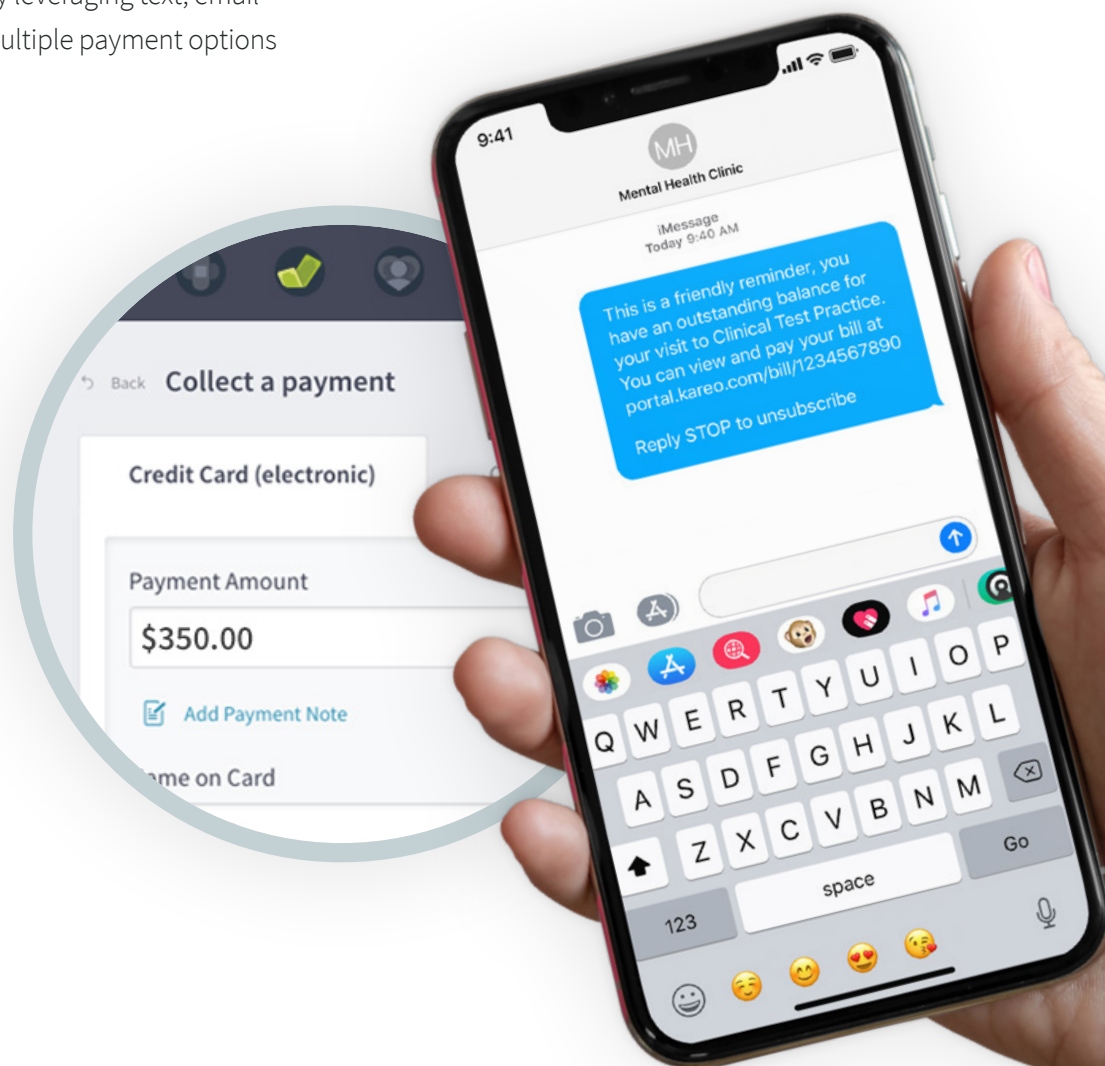 leveraging text, email
ultiple payment options
9:41
MH
Mental Health Clinic
iMessage
Today 9:40 AM
This is a friendly reminder, you
have an outstanding balance for
your visit to Clinical Test Practice.
You can view and pay your bill at
portal.kareo.com/bill/1234567890
Reply STOP to unsubscribe
Back Collect a payment
Credit Card (electronic)
Payment Amount
$350.00
Add Payment Note
me on Card
Q W E R T Y U I O P
A S D F G H J K L
Z X C V B N M
123 space Go